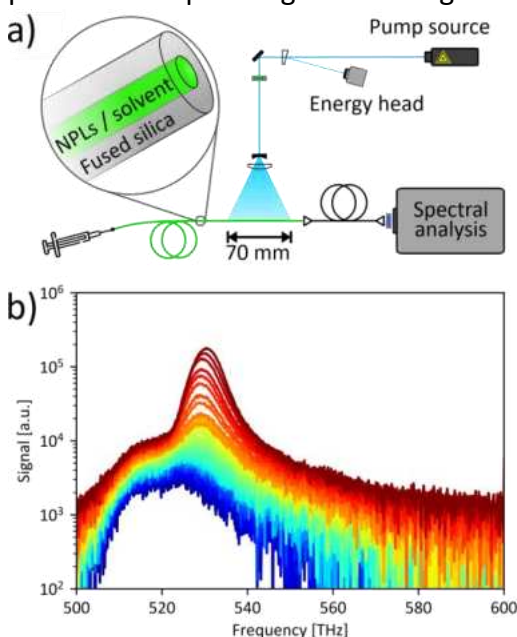 a)
Pump source
Energy head
NPLs / solvent
Fused silica
Spectral
analysis
70 mm
b)
10⁶
10⁵
10⁴
10³
10²
Signal [a.u.]
500 520 540 560 580 600
Frequency [THz]